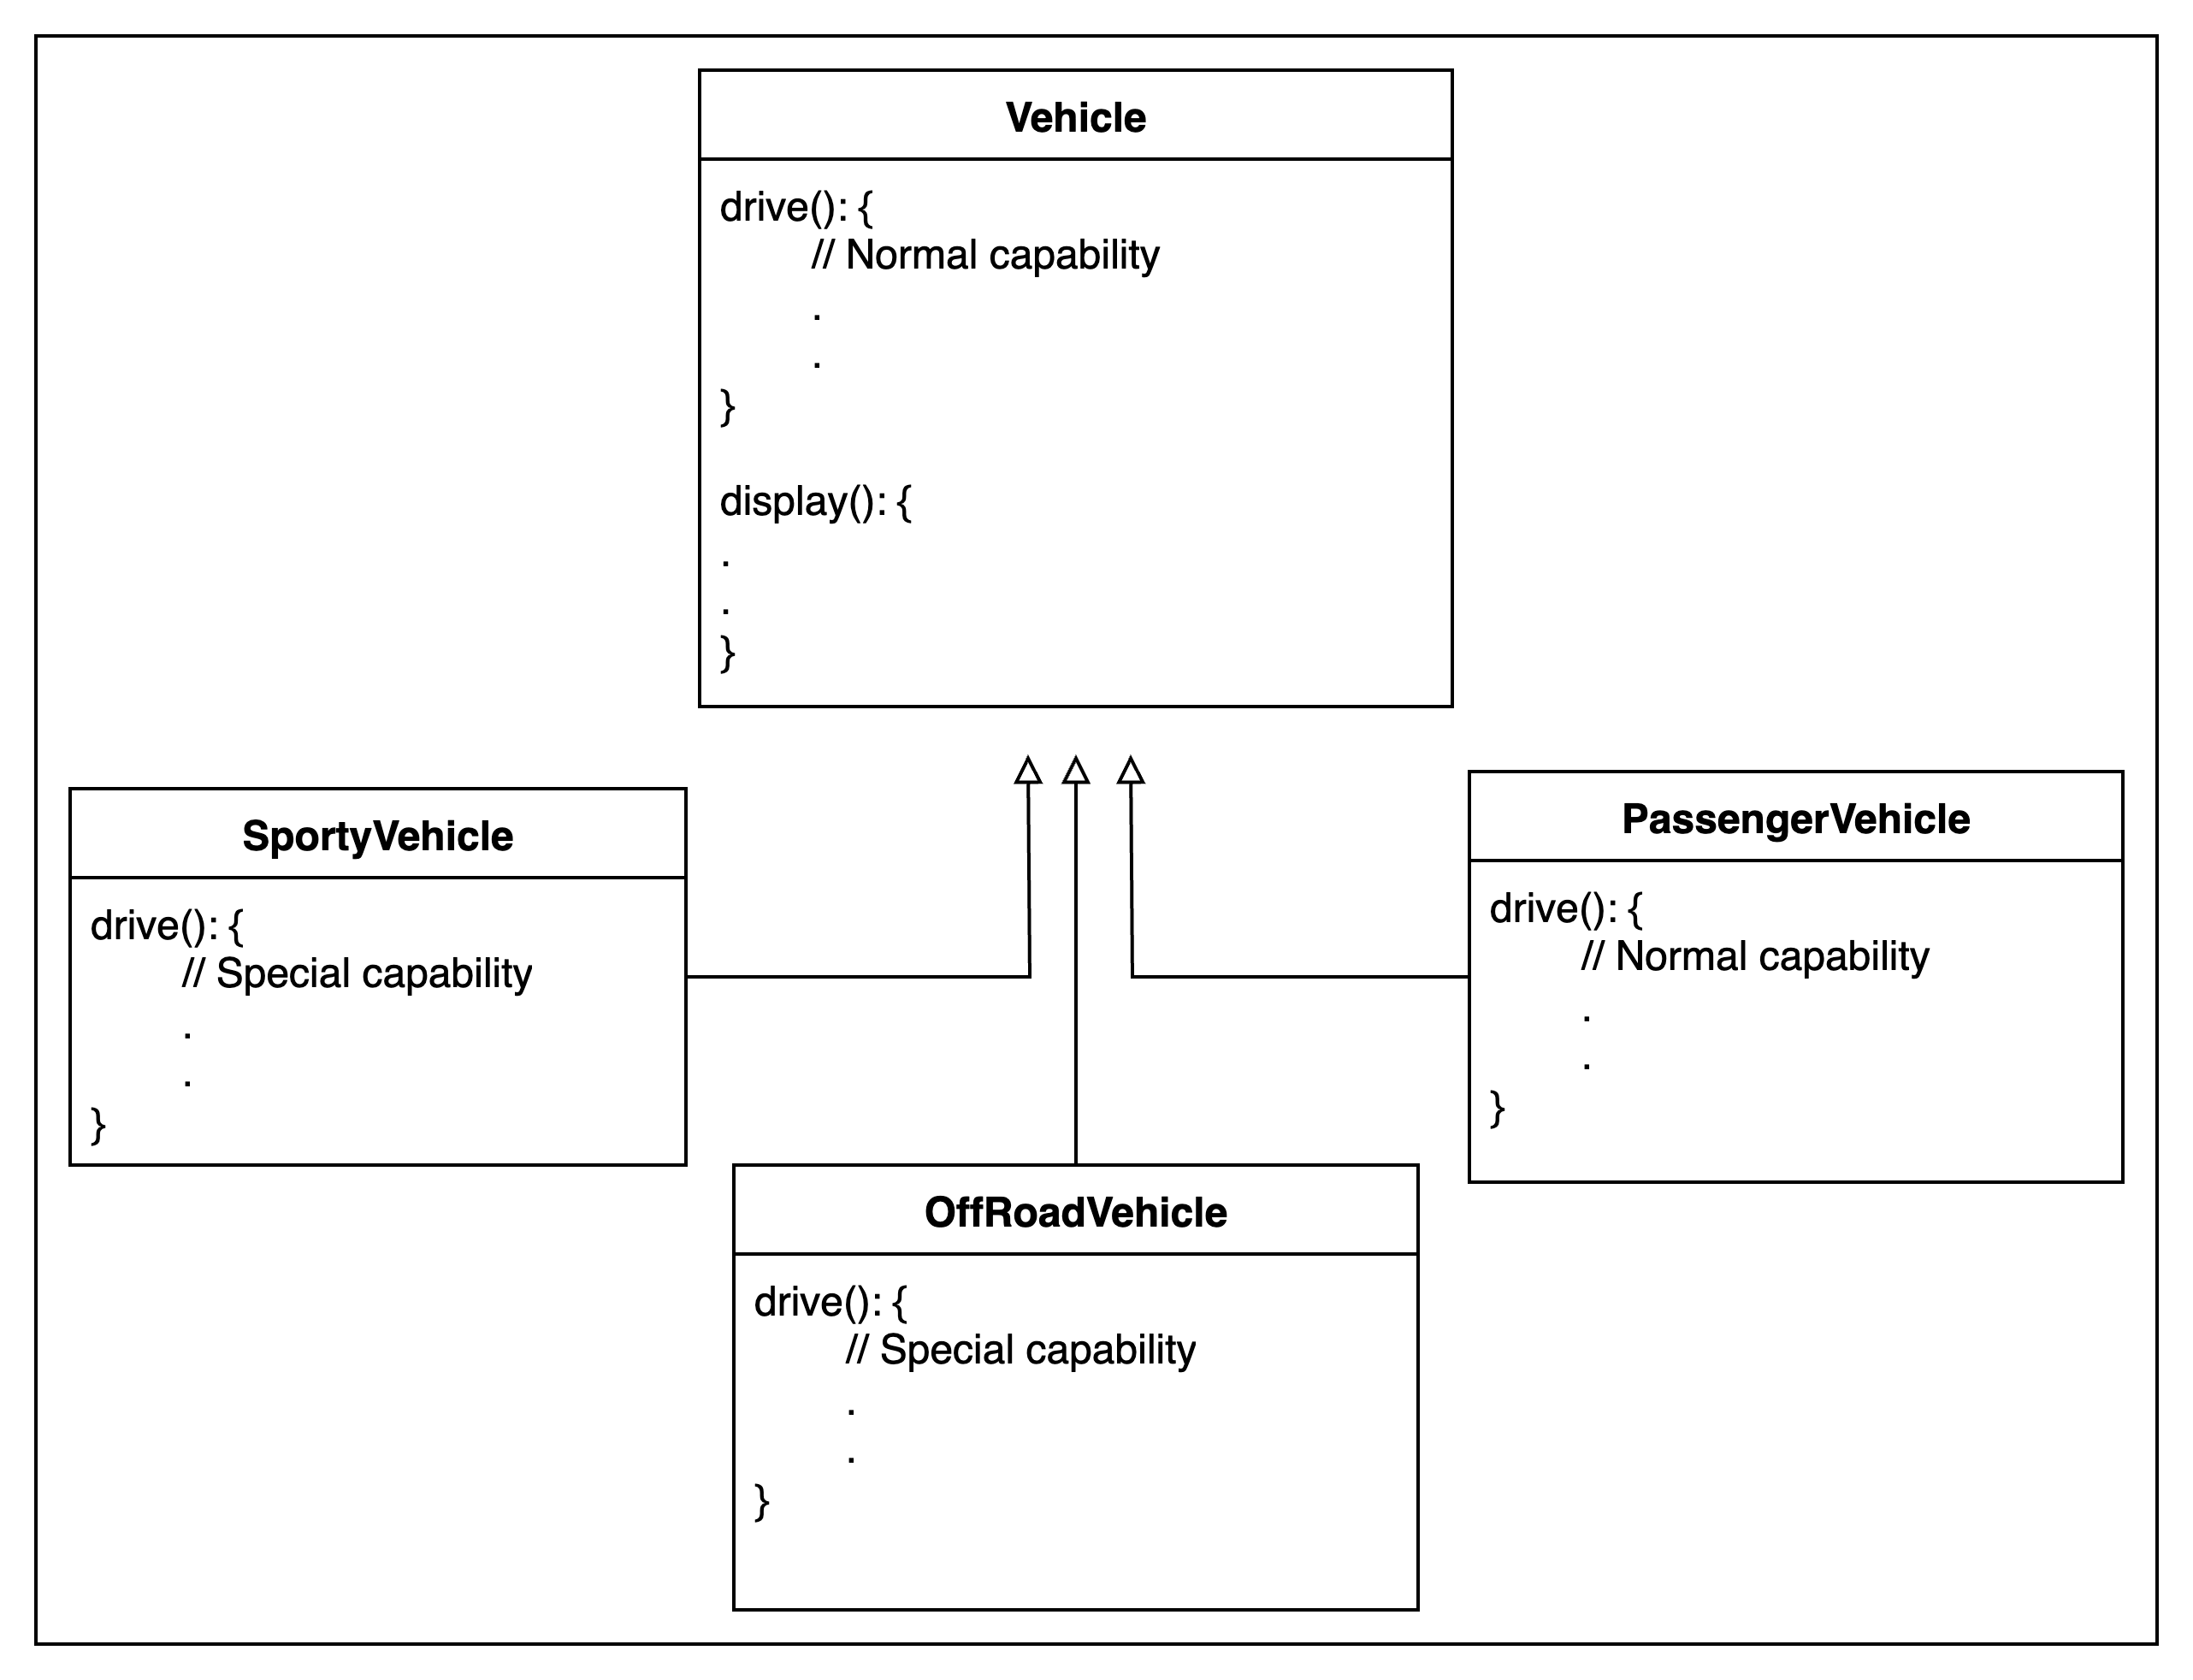 Vehicle
drive(): {
// Normal capability
.
.
}
display(): {
.
.
}
SportyVehicle
drive(): {
// Special capability
.
.
}
PassengerVehicle
drive(): {
// Normal capability
.
.
}
OffRoadVehicle
drive(): {
// Special capability
.
.
}